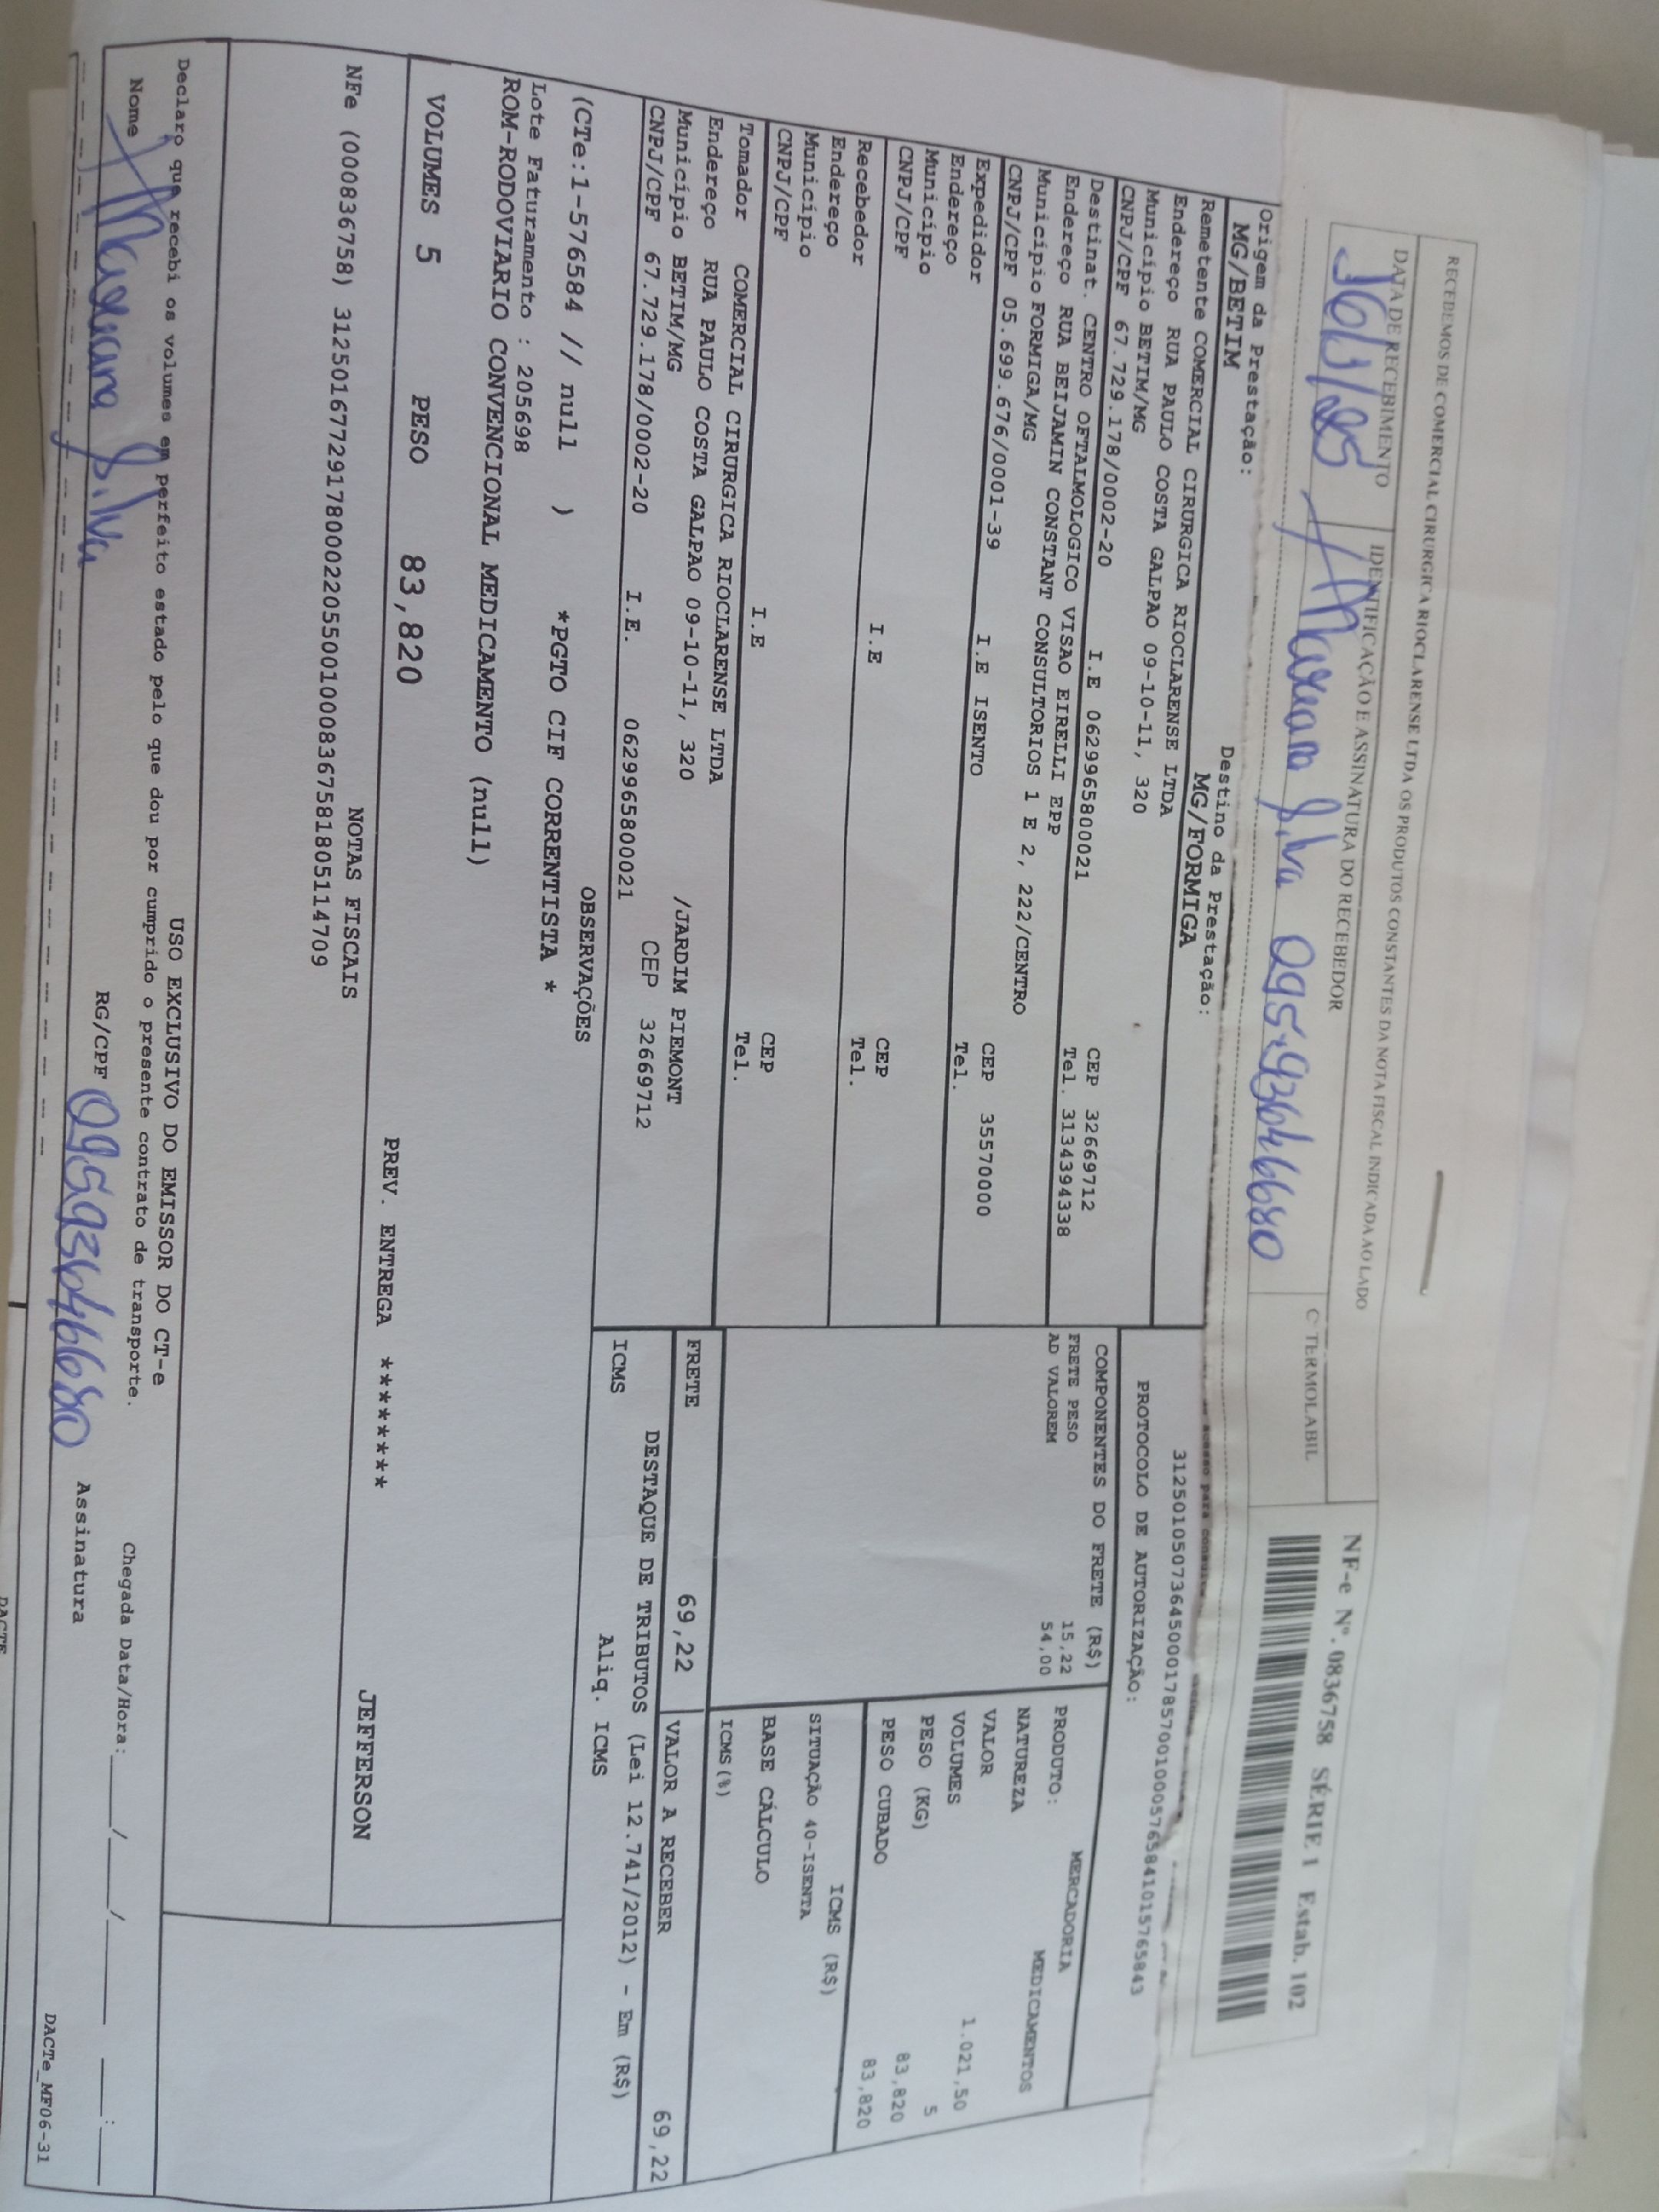 RECEBEMOS DE COMERCIAL CIRURGICA RIOCLARENSE LTDA OS PRODUTOS CONSTANTES DA NOTA FISCAL INDICADA AO LADO
DATA DE RECEBIMENTO
IDENTIFICAÇÃO E ASSINATURA DO RECEBEDOR
C TERMOLABIL
NF-e Nº. 0836758 SÉRIE 1 Estab. 102
Silva
Origem da Prestação:
MG/BETIM
Destino da Prestação:
MG/FORMIGA
acesso para
31250105073645000178570010005765841015765843
PROTOCOLO DE AUTORIZAÇÃO:
Remetente COMERCIAL CIRURGICA RIOCLARENSE LTDA
Endereço RUA PAULO COSTA GALPAO 09-10-11, 320
Município BETIM/MG CEP 32669712
CNPJ/CPF 67.729.178/0002-20 I.E 0629965800021 Tel. 3134394338
Destinat. CENTRO OFTALMOLOGICO VISAO EIRELLI EPP
Endereço RUA BEIJAMIN CONSTANT CONSULTORIOS 1 E 2, 222/CENTRO
Município FORMIGA/MG CEP 35570000
CNPJ/CPF 05.699.676/0001-39 I.E ISENTO Tel.
Expedidor
Endereço
Município CEP
CNPJ/CPF I.E Tel.
Recebedor
Endereço
Município CEP
CNPJ/CPF I.E Tel.
Tomador COMERCIAL CIRURGICA RIOCLARENSE LTDA
Endereço RUA PAULO COSTA GALPAO 09-10-11, 320 /JARDIM PIEMONT
Município BETIM/MG CEP 32669712
CNPJ/CPF 67.729.178/0002-20 I.E. 0629965800021
COMPONENTES DO FRETE (R$)
FRETE PESO 15,22
AD VALOREM 54,00
MERCADORIA
PRODUTO: MEDICAMENTOS
NATUREZA
VALOR 1.021,50
VOLUMES 5
PESO (KG) 83,820
PESO CUBADO 83,820
ICMS (R$)
SITUAÇÃO 40-ISENTA
BASE CÁLCULO
ICMS(%)
FRETE 69,22
VALOR A RECEBER 69,22
DESTAQUE DE TRIBUTOS (Lei 12.741/2012) - Em (R$)
ICMS Aliq. ICMS
OBSERVAÇÕES
(CTe:1-576584 // null ) *PGTO CIF CORRENTISTA *
Lote Faturamento : 205698
ROM-RODOVIARIO CONVENCIONAL MEDICAMENTO (null)
VOLUMES 5 PESO 83,820 PREV. ENTREGA ******** JEFFERSON
NOTAS FISCAIS
NFe (000836758) 31250167729178000220550010008367581805114709
USO EXCLUSIVO DO EMISSOR DO CT-e
Declaro que recebi os volumes em perfeito estado pelo que dou por cumprido o presente contrato de transporte.
Nome Silva RG/CPF Assinatura Chegada Data/Hora:___/___/___ __:__
DACTe_MF06-31
DACTE